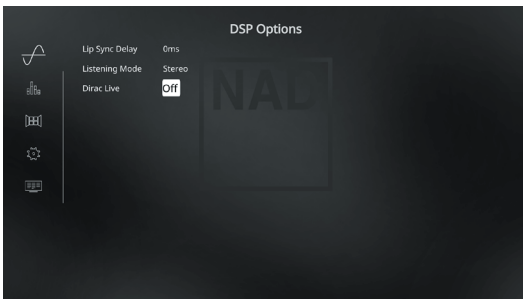 DSP Options
Lip Sync Delay 0ms
Listening Mode Stereo
Dirac Live Off
NAD